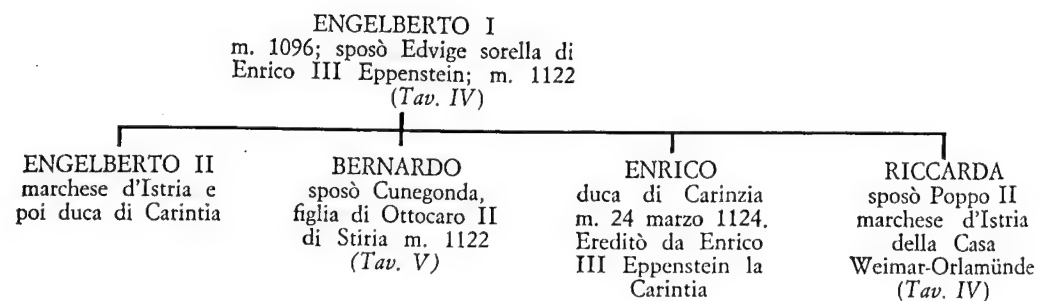 ENGELBERTO I
m. 1096; sposò Edvige sorella di
Enrico III Eppenstein; m. 1122
(Tav. IV)
ENGELBERTO II
marchese d'Istria e
poi duca di Carintia
BERNARDO
sposò Cunegonda,
figlia di Ottocaro II
di Stiria m. 1122
(Tav. V)
ENRICO
duca di Carinzia
m. 24 marzo 1124.
Ereditò da Enrico
III Eppenstein la
Carintia
RICCARDA
sposò Poppo II
marchese d'Istria
della Casa
Weimar-Orlamünde
(Tav. IV)